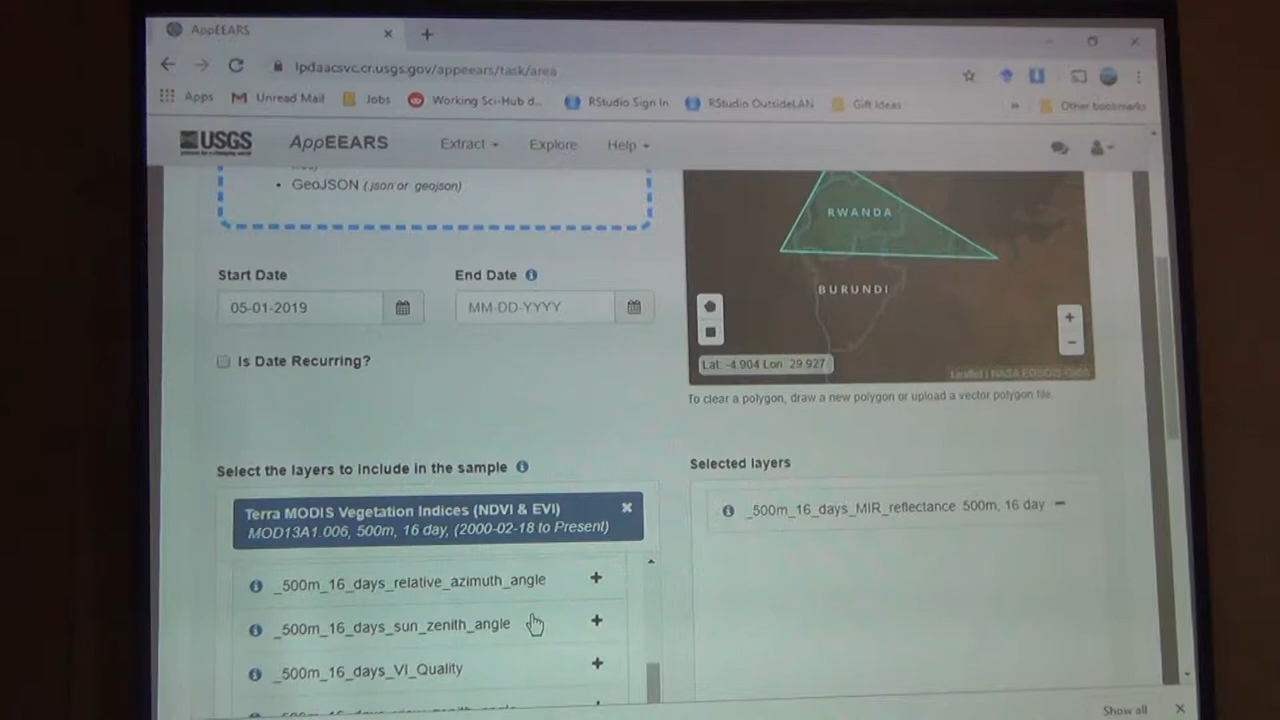 AppEEARS
lpdaacsvc.cr.usgs.gov/appeears/task/area
Apps Unread Mail Jobs Working Sci-Hub d... RStudio Sign In RStudio OutsideLAN Gift Ideas » Other bookmarks
USGS AppEEARS Extract Explore Help
• GeoJSON (.json or .geojson)
RWANDA
BURUNDI
Start Date End Date
05-01-2019 MM-DD-YYYY
Is Date Recurring?
Lat: -4.904 Lon: 29.927
Leaflet | NASA EOSDIS GIBS
To clear a polygon, draw a new polygon or upload a vector polygon file.
Select the layers to include in the sample
Selected layers
Terra MODIS Vegetation Indices (NDVI & EVI)
MOD13A1.006, 500m, 16 day, (2000-02-18 to Present)
_500m_16_days_MIR_reflectance 500m, 16 day
_500m_16_days_relative_azimuth_angle
_500m_16_days_sun_zenith_angle
_500m_16_days_VI_Quality
Show all